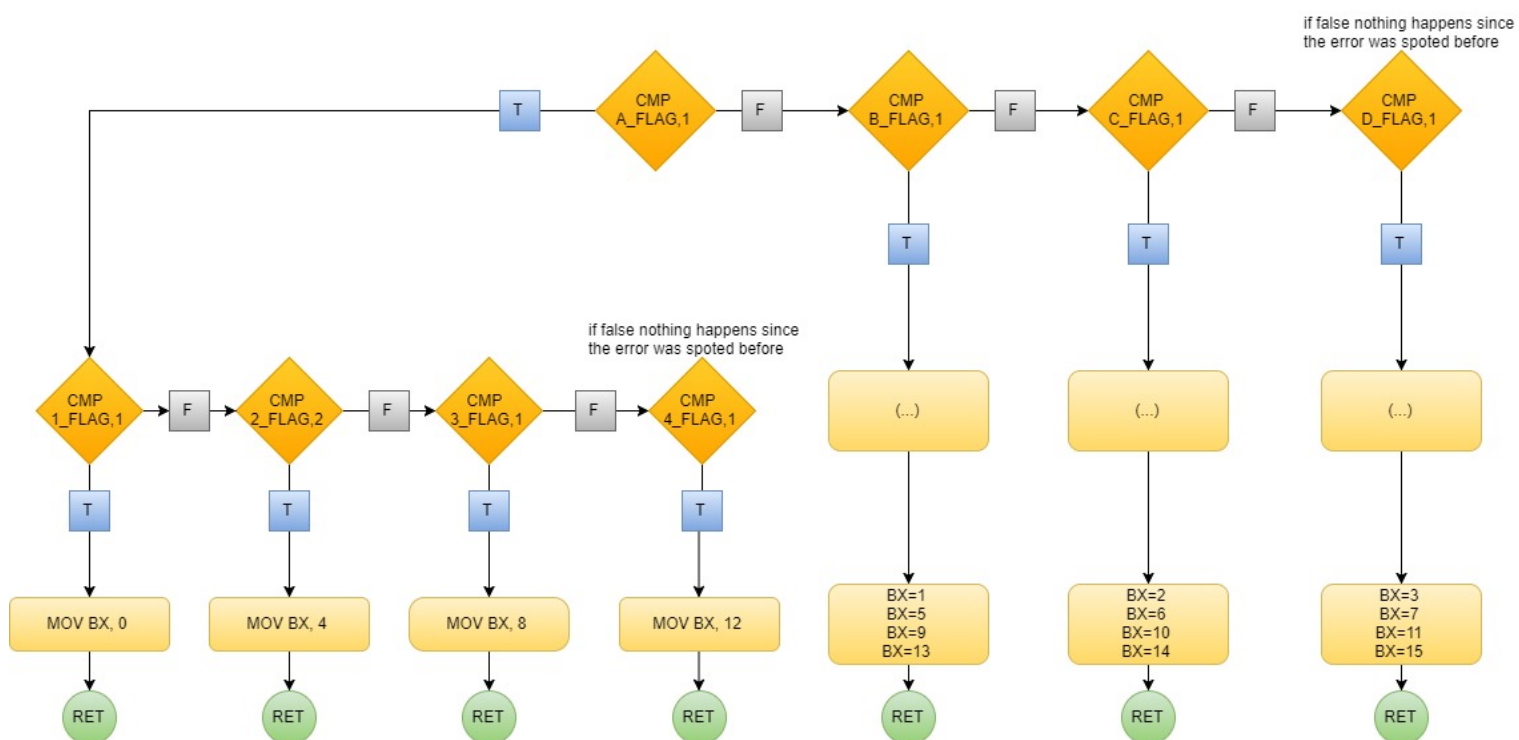 if false nothing happens since
the error was spoted before
T
CMP
A_FLAG,1
F
CMP
B_FLAG,1
F
CMP
C_FLAG,1
F
CMP
D_FLAG,1
T
T
T
if false nothing happens since
the error was spoted before
CMP
1_FLAG,1
F
CMP
2_FLAG,2
F
CMP
3_FLAG,1
F
CMP
4_FLAG,1
(...)
(...)
(...)
T
T
T
T
MOV BX, 0
MOV BX, 4
MOV BX, 8
MOV BX, 12
BX=1
BX=5
BX=9
BX=13
BX=2
BX=6
BX=10
BX=14
BX=3
BX=7
BX=11
BX=15
RET
RET
RET
RET
RET
RET
RET